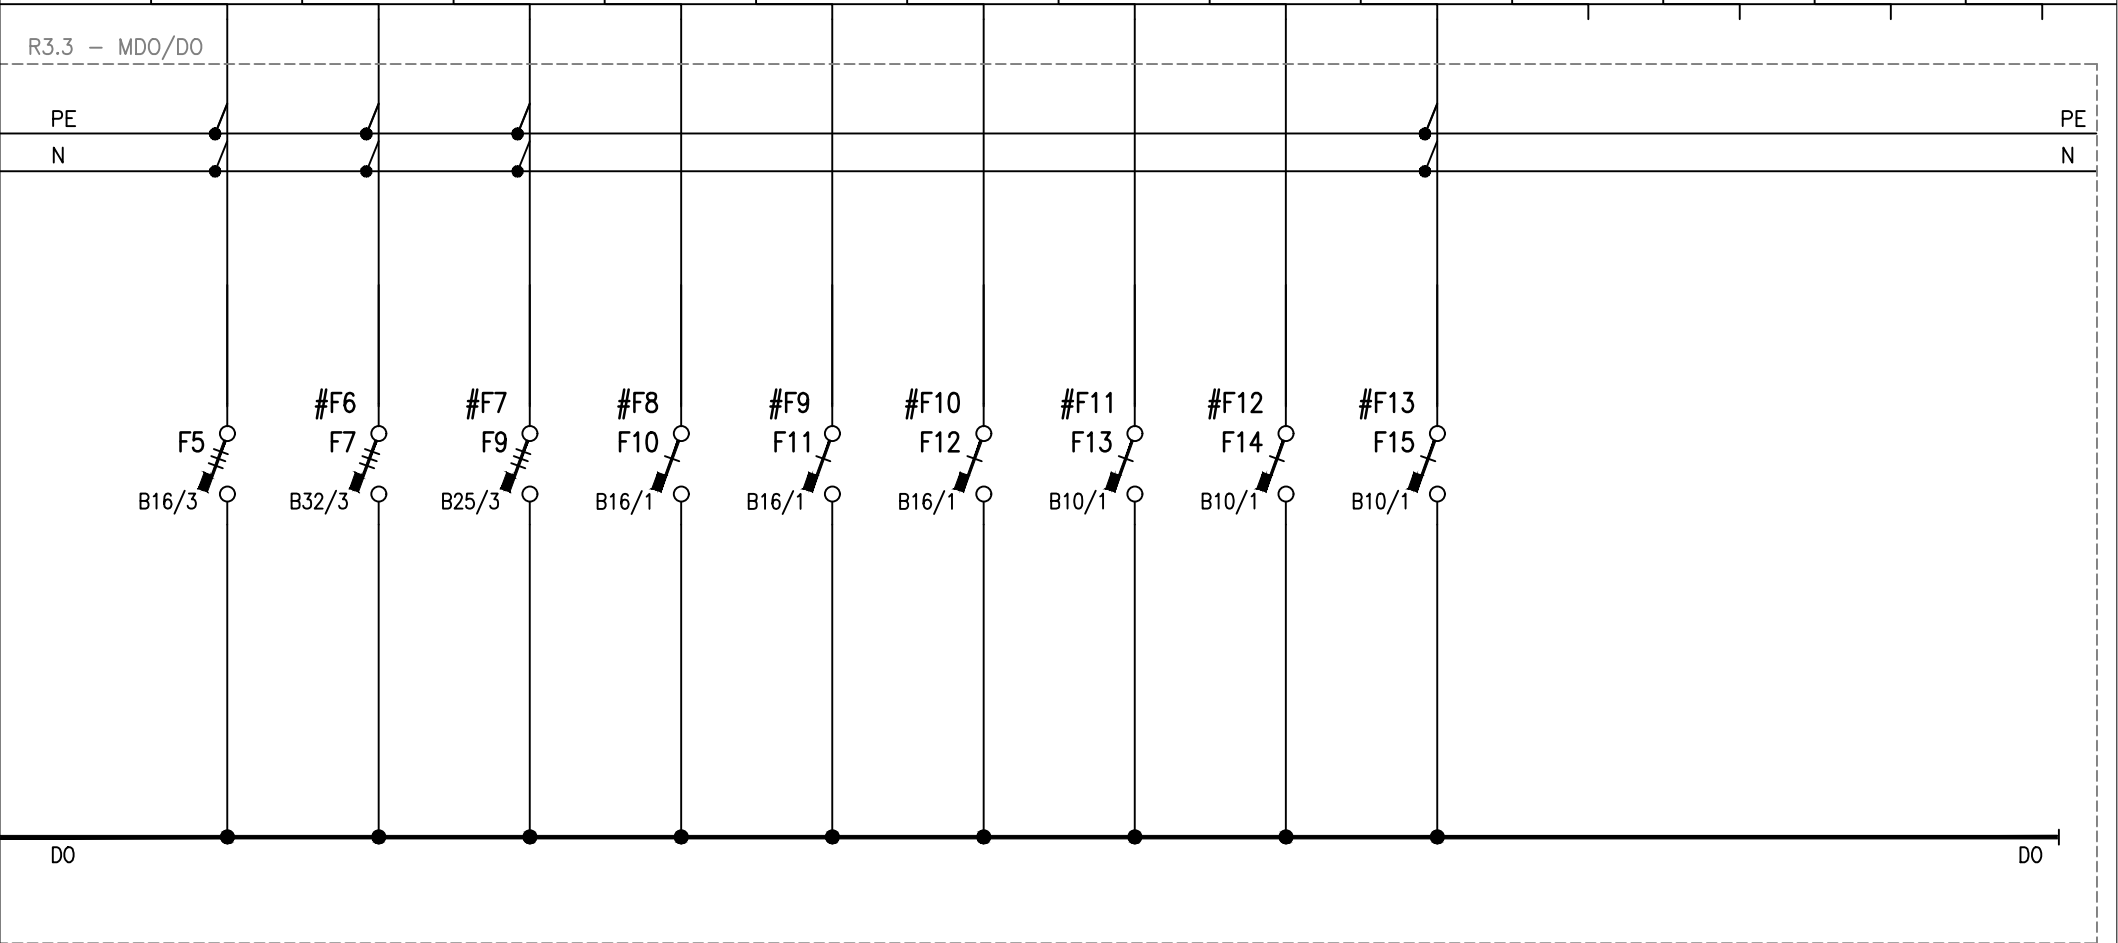 R3.3 – MDO/DO
PE PE
N N
#F6 #F7 #F8 #F9 #F10 #F11 #F12 #F13
F5 F7 F9 F10 F11 F12 F13 F14 F15
B16/3 B32/3 B25/3 B16/1 B16/1 B16/1 B10/1 B10/1 B10/1
DO DO